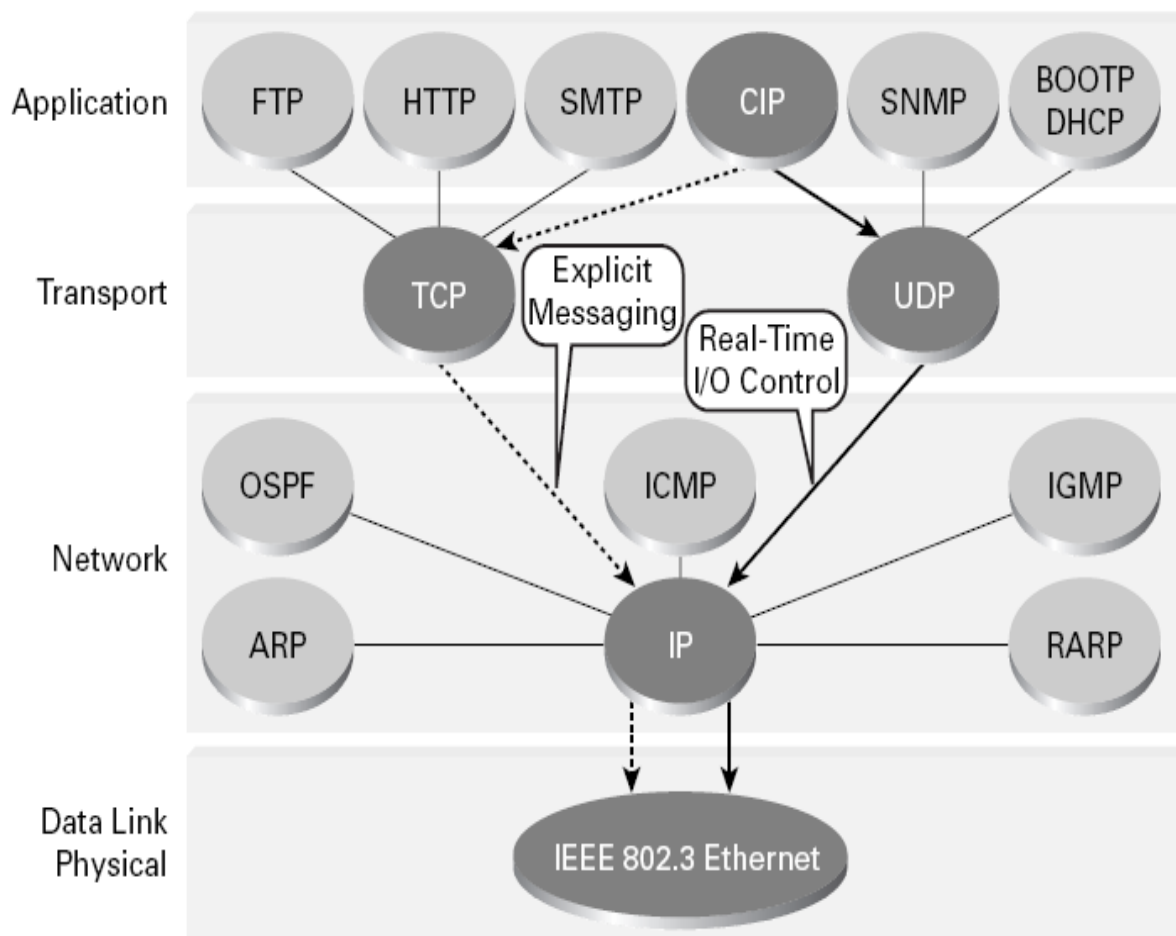 Application
FTP
HTTP
SMTP
CIP
SNMP
BOOTP
DHCP
Transport
TCP
Explicit
Messaging
UDP
Real-Time
I/O Control
Network
OSPF
ICMP
IGMP
ARP
IP
RARP
Data Link
Physical
IEEE 802.3 Ethernet